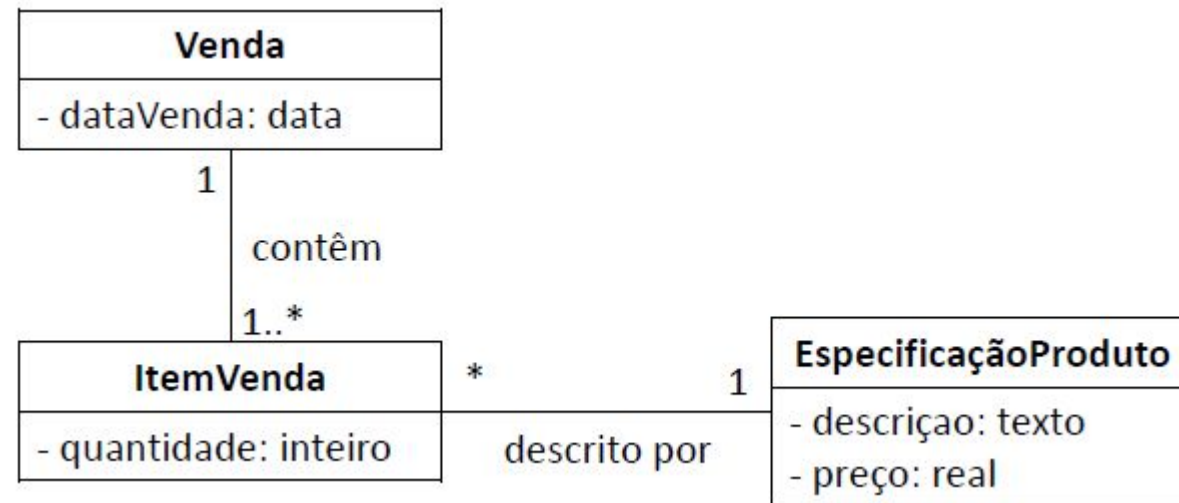 Venda
- dataVenda: data
1
contêm
1..*
ItemVenda
- quantidade: inteiro
*
1
descrito por
EspecificaçãoProduto
- descriçao: texto
- preço: real